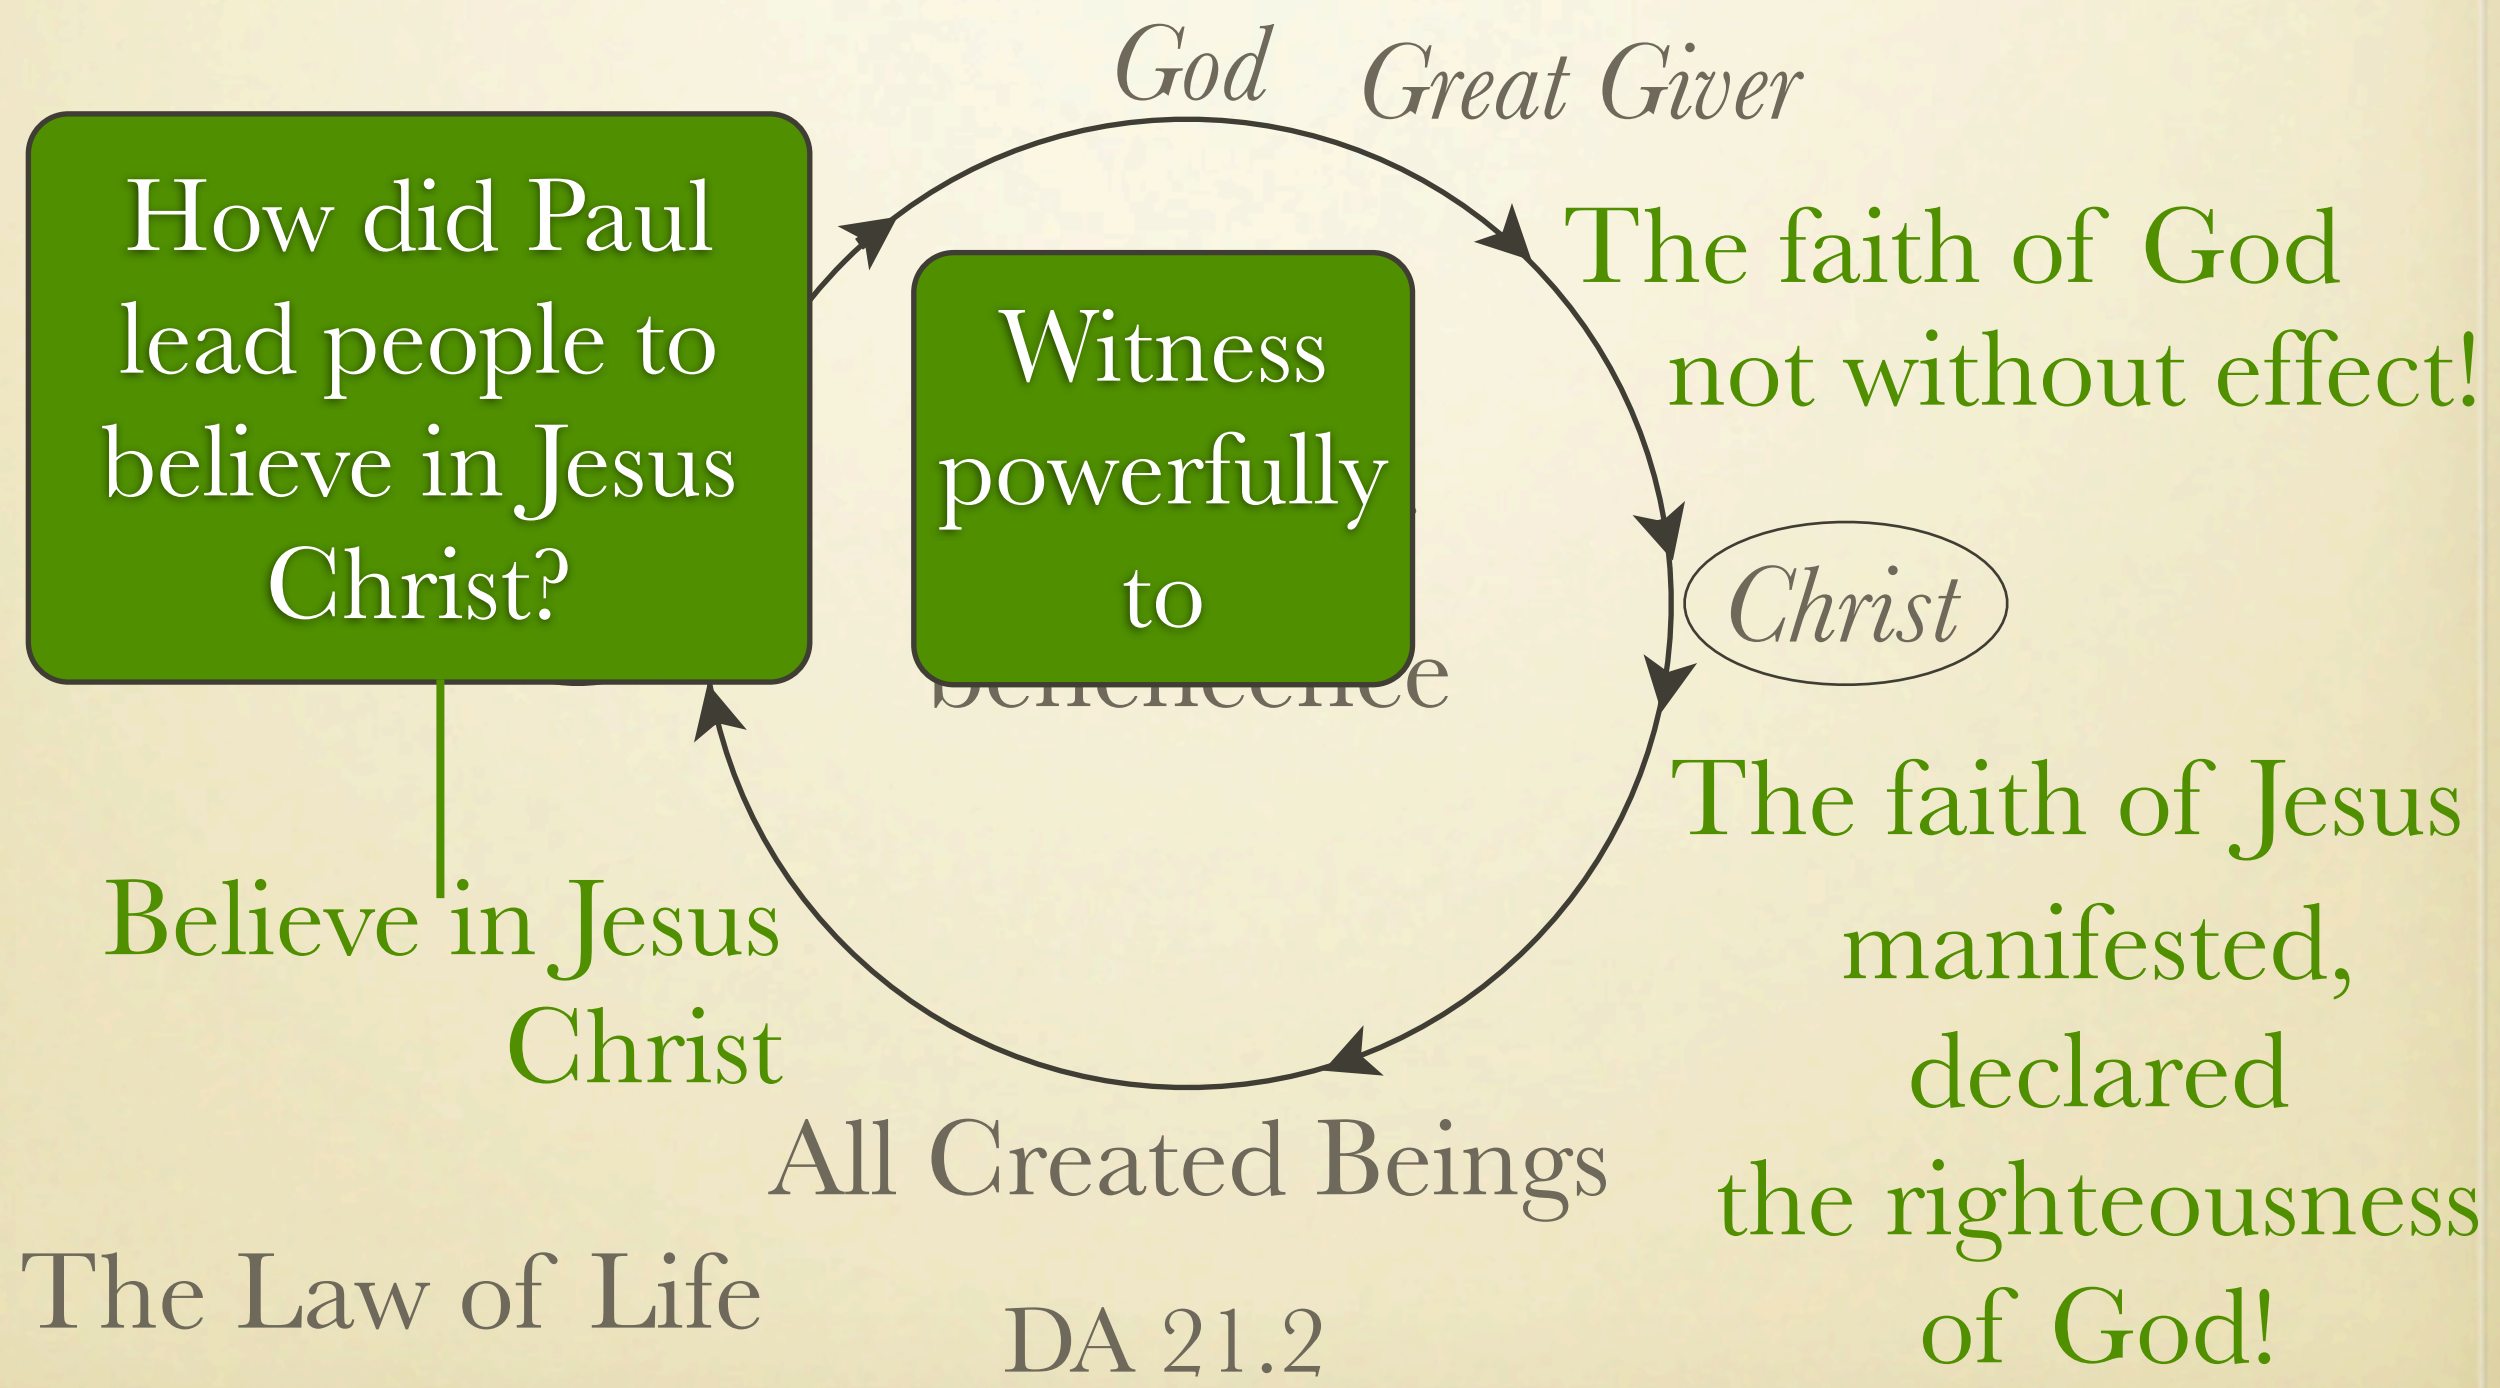 God
Great Giver
How did Paul
lead people to
believe in Jesus
Christ?
Witness
powerfully
to
The faith of God
not without effect!
Christ
The faith of Jesus
manifested,
declared
the righteousness
of God!
Believe in Jesus
Christ
All Created Beings
The Law of Life
DA 21.2